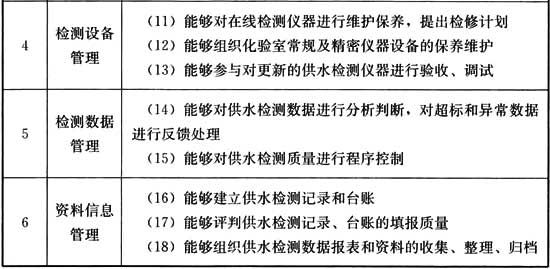 (11) 能够对在线检测仪器进行维护保养，提出检修计划
4 检测设备管理 (12) 能够组织化验室常规及精密仪器设备的保养维护
(13) 能够参与对更新的供水检测仪器进行验收、调试
(14) 能够对供水检测数据进行分析判断，对超标和异常数据
5 检测数据管理 进行反馈处理
(15) 能够对供水检测质量进行程序控制
(16) 能够建立供水检测记录和台账
6 资料信息管理 (17) 能够评判供水检测记录、台账的填报质量
(18) 能够组织供水检测数据报表和资料的收集、整理、归档